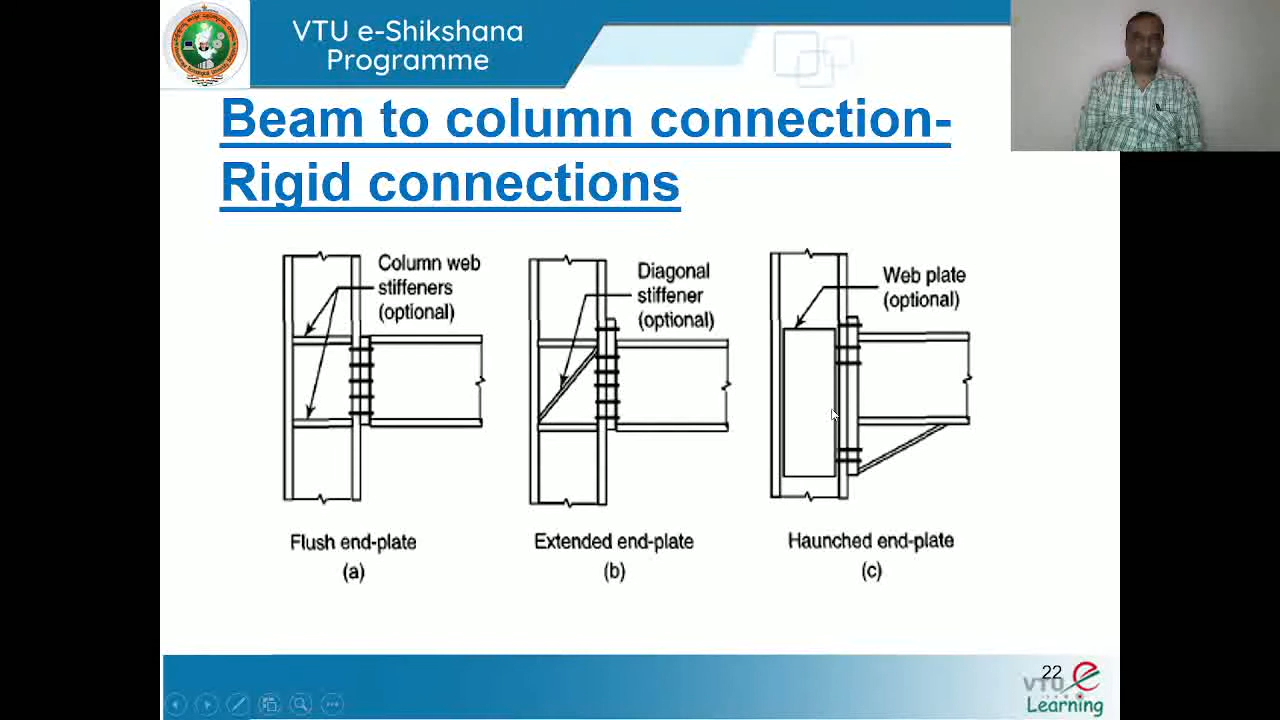 VTU e-Shikshana
Programme
Beam to column connection-
Rigid connections
Column web
stiffeners
(optional)
Diagonal
stiffener
(optional)
Web plate
(optional)
Flush end-plate
(a)
Extended end-plate
(b)
Haunched end-plate
(c)
22
VTU e
Learning